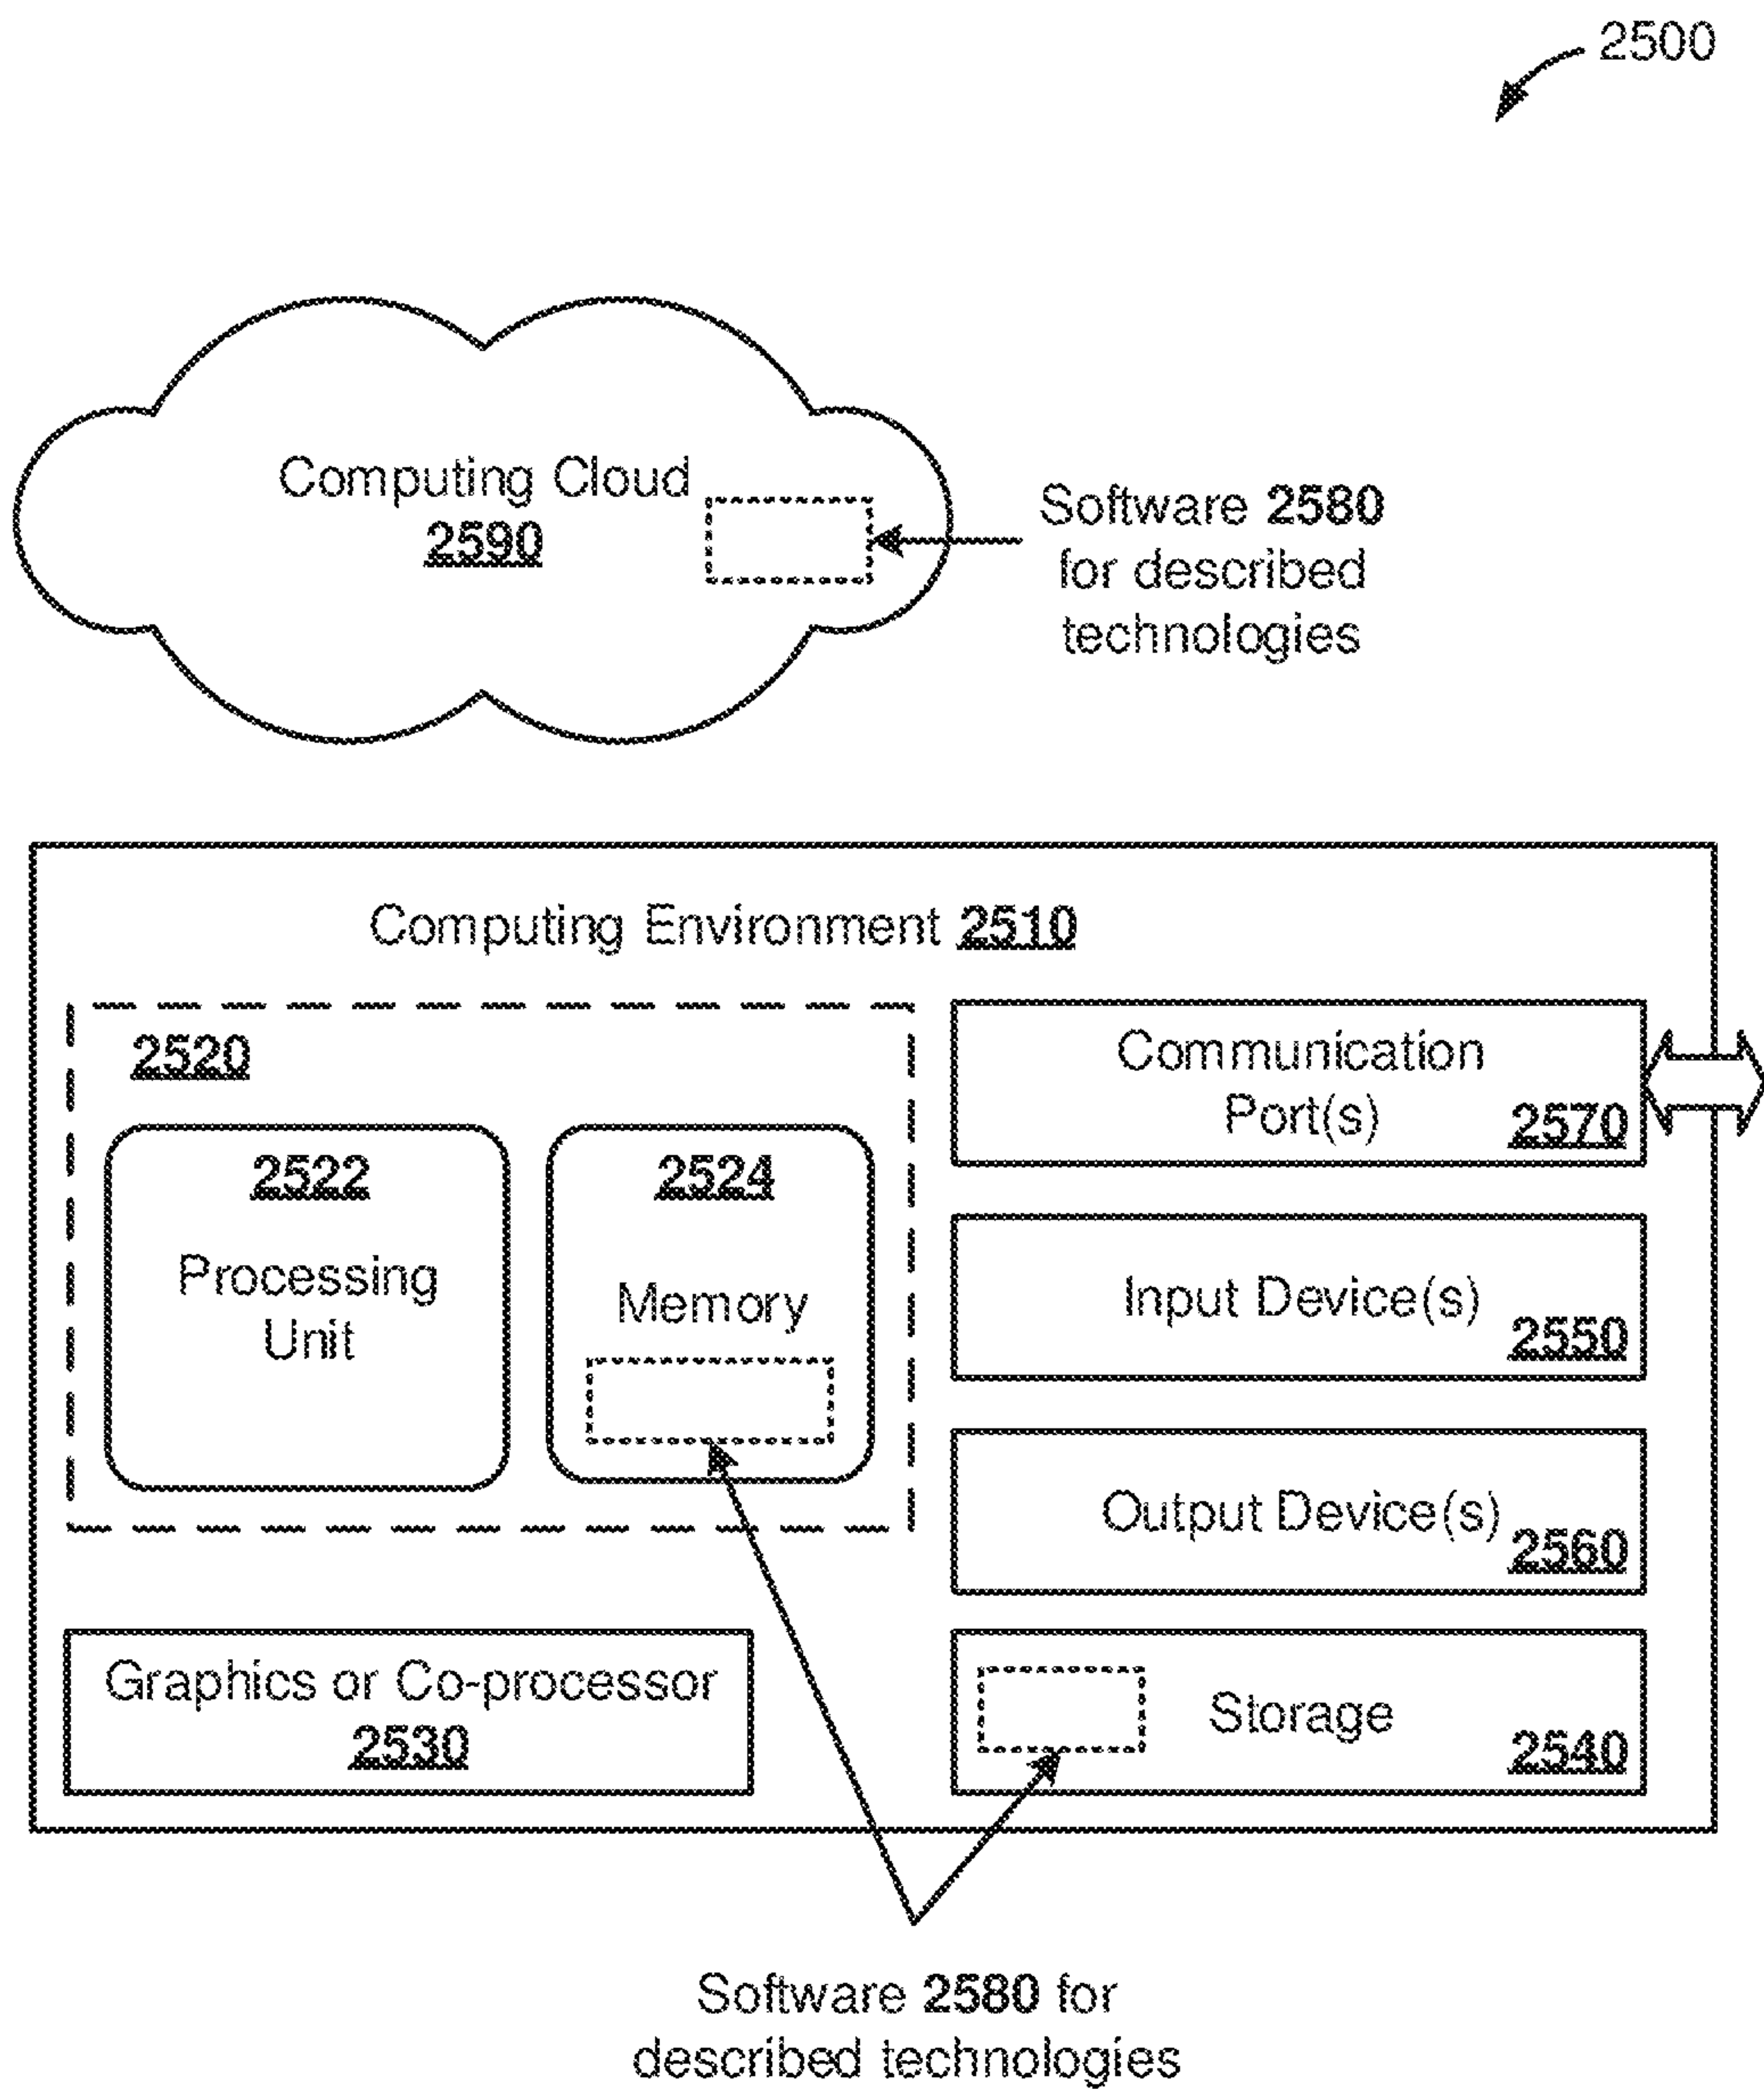 2500
Computing Cloud
2590
Software 2580
for described
technologies
Computing Environment 2510
2520
2522
Processing
Unit
2524
Memory
Communication
Port(s)
2570
Input Device(s)
2550
Output Device(s)
2560
Graphics or Co-processor
2530
Storage
2540
Software 2580 for
described technologies